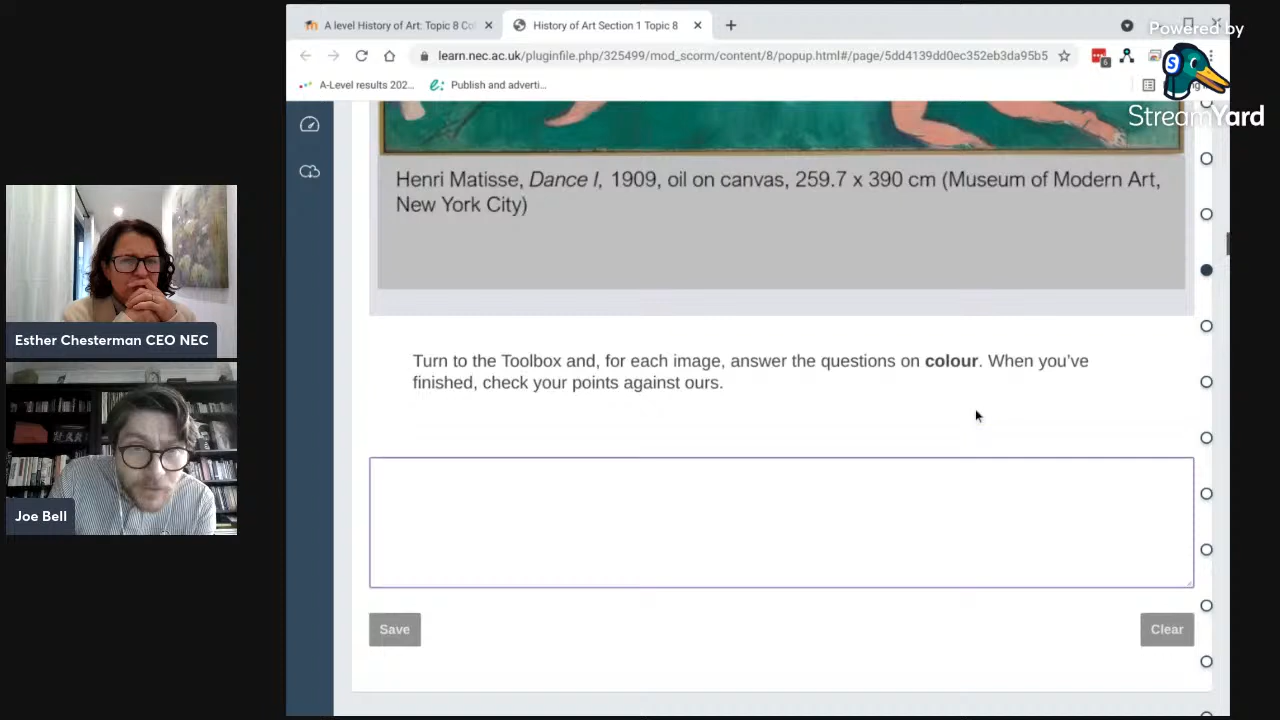 A level History of Art: Topic 8 Co
History of Art Section 1 Topic 8
Powered by
StreamYard
learn.nec.ac.uk/pluginfile.php/325499/mod_scorm/content/8/popup.html#/page/5dd4139dd0ec352eb3da95b5
A-Level results 202...
Publish and adverti...
Henri Matisse, Dance I, 1909, oil on canvas, 259.7 x 390 cm (Museum of Modern Art,
New York City)
Esther Chesterman CEO NEC
Turn to the Toolbox and, for each image, answer the questions on colour. When you've
finished, check your points against ours.
Joe Bell
Save
Clear